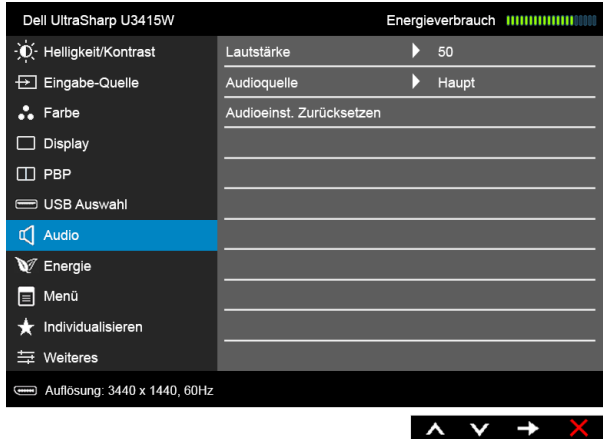 Dell UltraSharp U3415W Energieverbrauch
Helligkeit/Kontrast Lautstärke 50
Eingabe-Quelle Audioquelle Haupt
Farbe Audioeinst. Zurücksetzen
Display
PBP
USB Auswahl
Audio
Energie
Menü
Individualisieren
Weiteres
Auflösung: 3440 x 1440, 60Hz